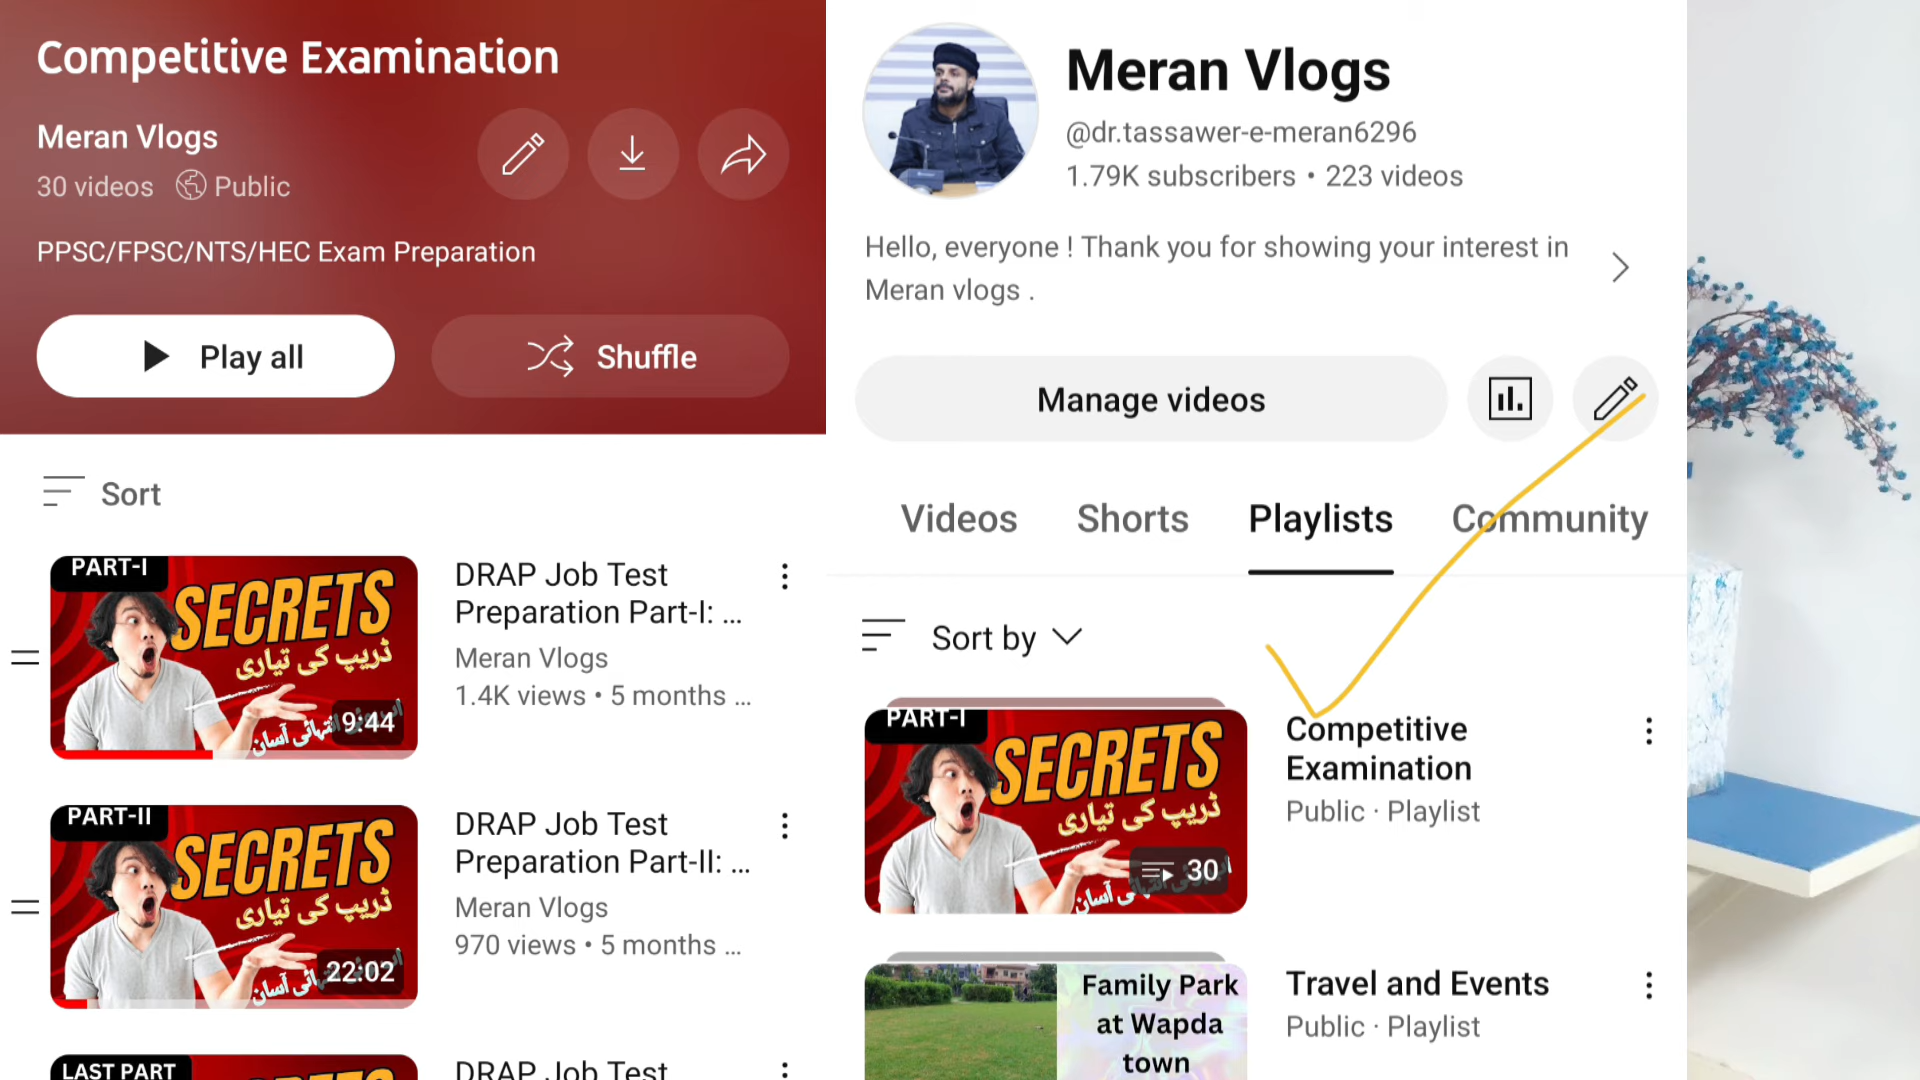 Competitive Examination
Meran Vlogs
30 videos Public
PPSC/FPSC/NTS/HEC Exam Preparation
Play all
Shuffle
Sort
PART-I
SECRETS
ڈریپ کی تیاری
انتہائی آسان
9:44
DRAP Job Test
Preparation Part-I: ...
Meran Vlogs
1.4K views • 5 months ...
PART-II
SECRETS
ڈریپ کی تیاری
آسان
22:02
DRAP Job Test
Preparation Part-II: ...
Meran Vlogs
970 views • 5 months ...
LAST PART
DRAP Job Test
Meran Vlogs
@dr.tassawer-e-meran6296
1.79K subscribers • 223 videos
Hello, everyone ! Thank you for showing your interest in
Meran vlogs .
Manage videos
Videos
Shorts
Playlists
Community
Sort by
PART-I
SECRETS
ڈریپ کی تیاری
آسان
30
Competitive
Examination
Public · Playlist
Family Park
at Wapda
town
Travel and Events
Public · Playlist